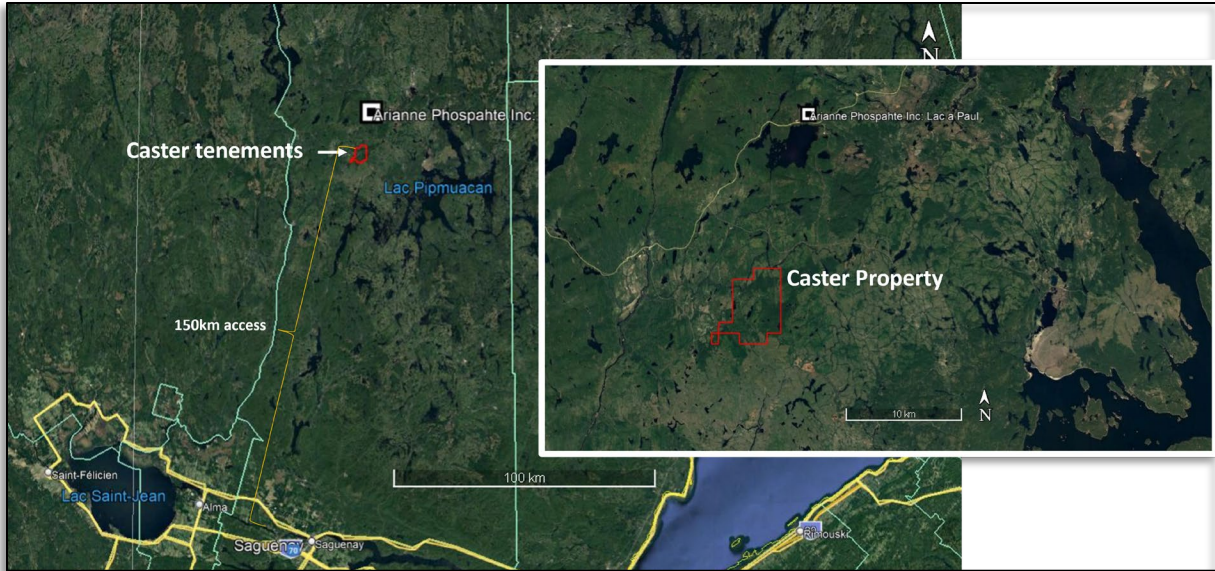 N
Arianne Phospahte Inc:
Caster tenements
Lac Pipmuacan
150km access
100 km
Saint-Félicien
Lac Saint-Jean
Alma
Saguenay
70
Saguenay
Rimouski
Arianne Phospahte Inc: Lac a Paul
Caster Property
10 km
N